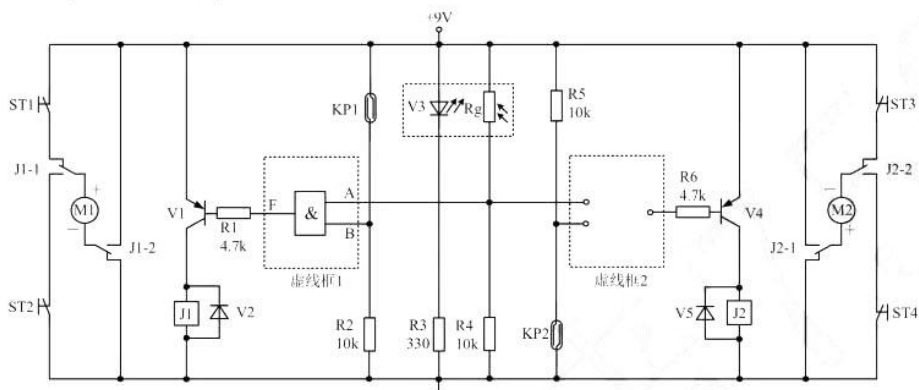 +9V
ST1
J1-1
+
M1
−
J1-2
ST2
V1
R1
4.7k
F
&
A
B
虚线框1
J1
V2
KP1
R2
10k
V3
Rg
R3
330
R4
10k
R5
10k
KP2
虚线框2
R6
4.7k
V4
V5
J2
ST3
J2-2
−
M2
+
J2-1
ST4